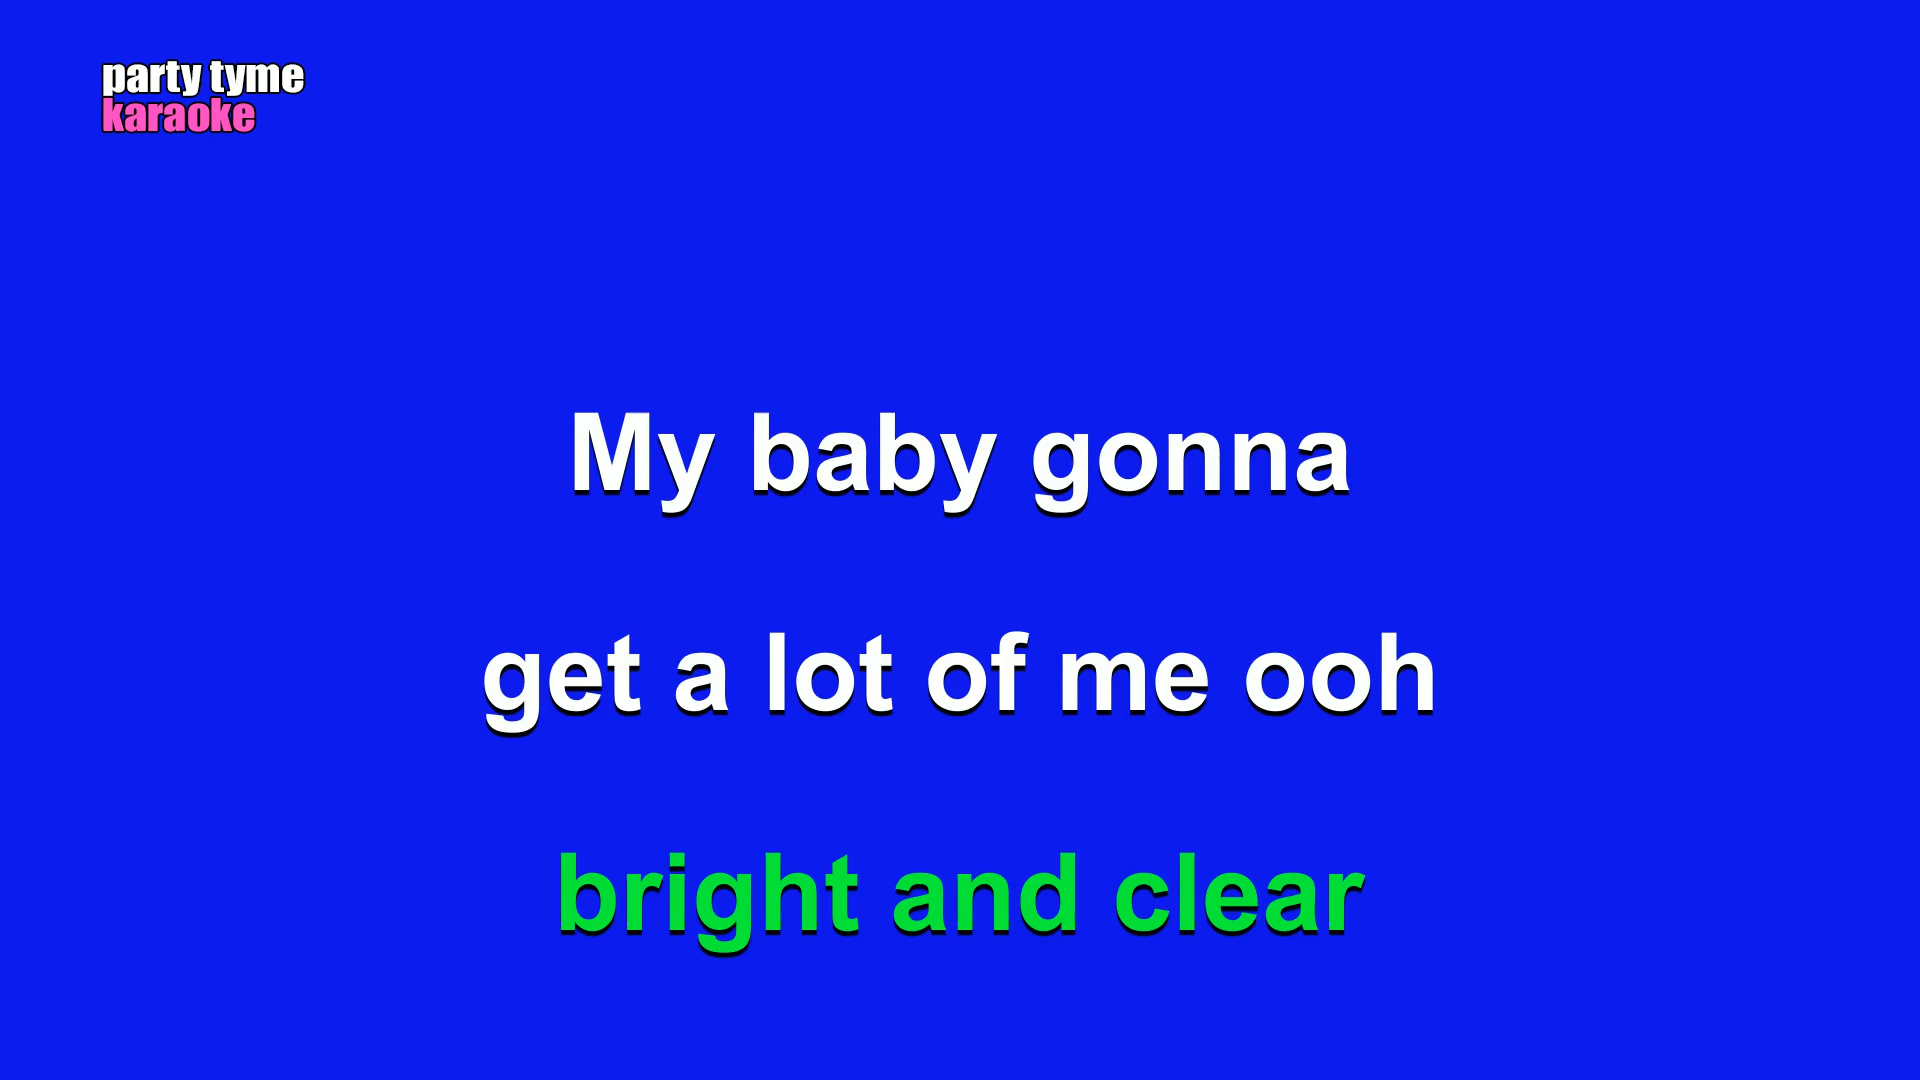 party tyme
karaoke
My baby gonna
get a lot of me ooh
bright and clear